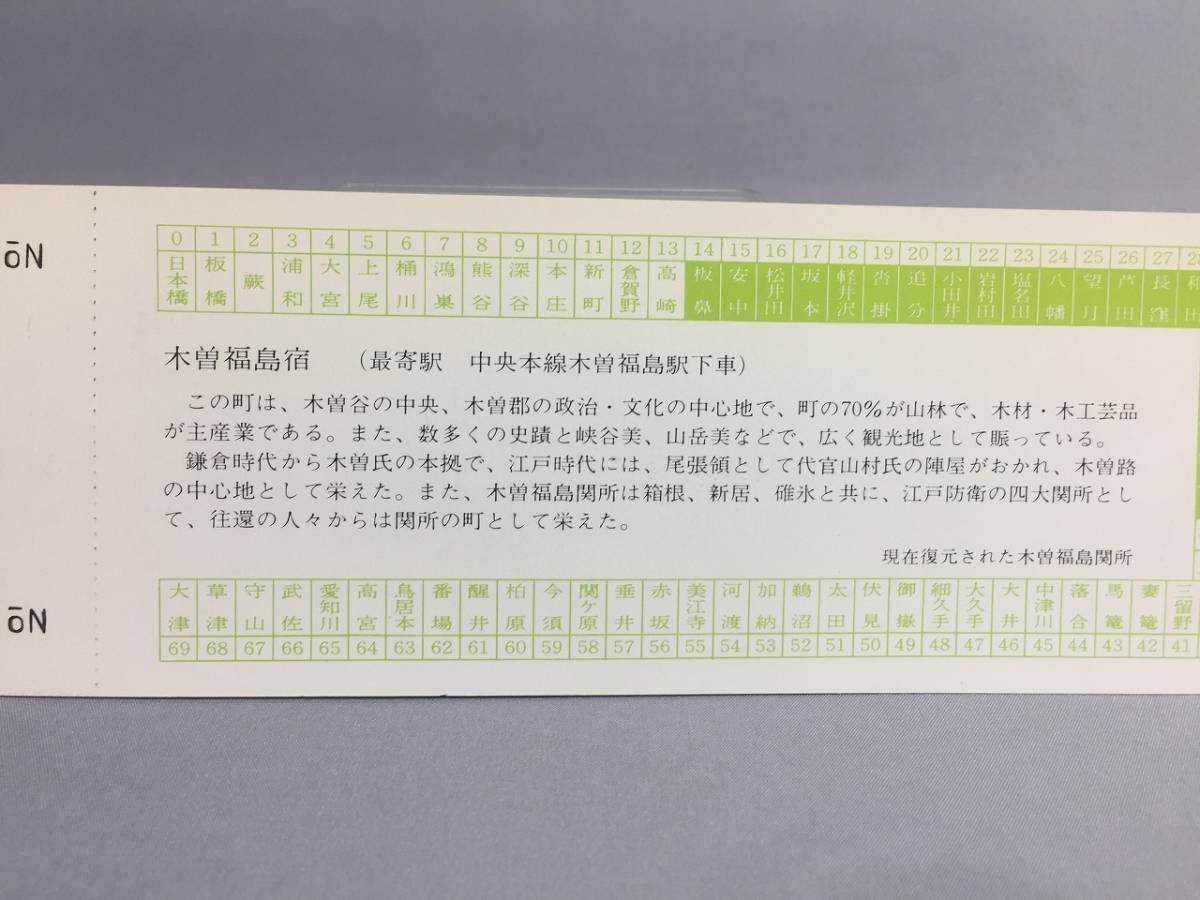 ōN
0 1 2 3 4 5 6 7 8 9 10 11 12 13 14 15 16 17 18 19 20 21 22 23 24 25 26 27 28
日本橋 板橋 蕨 浦和 大宮 上尾 桶川 鴻巣 熊谷 深谷 本庄 新町 倉賀野 高崎 板鼻 安中 松井田 坂本 軽井沢 沓掛 追分 小田井 岩村田 塩名田 八幡 望月 芦田 長窪 和田
木曽福島宿 （最寄駅 中央本線木曽福島駅下車）
この町は、木曽谷の中央、木曽郡の政治・文化の中心地で、町の70%が山林で、木材・木工芸品
が主産業である。また、数多くの史蹟と峡谷美、山岳美などで、広く観光地として賑っている。
鎌倉時代から木曽氏の本拠で、江戸時代には、尾張領として代官山村氏の陣屋がおかれ、木曽路
の中心地として栄えた。また、木曽福島関所は箱根、新居、碓氷と共に、江戸防衛の四大関所とし
て、往還の人々からは関所の町として栄えた。
現在復元された木曽福島関所
大津 草津 守山 武佐 愛知川 高宮 鳥居本 番場 醒井 柏原 今須 関ケ原 垂井 赤坂 美江寺 河渡 加納 鵜沼 太田 伏見 御嶽 細久手 大久手 大井 中津川 落合 馬篭 妻篭 三留野
69 68 67 66 65 64 63 62 61 60 59 58 57 56 55 54 53 52 51 50 49 48 47 46 45 44 43 42 41
ōN